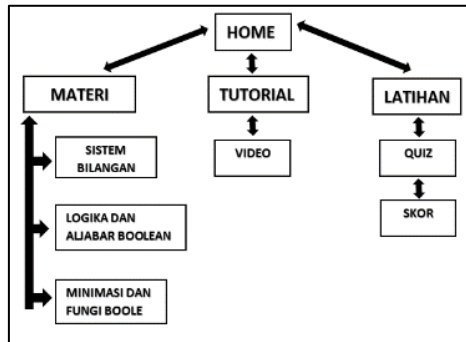 HOME
MATERI
TUTORIAL
LATIHAN
SISTEM
BILANGAN
VIDEO
QUIZ
LOGIKA DAN
ALJABAR BOOLEAN
SKOR
MINIMASI DAN
FUNGI BOOLE